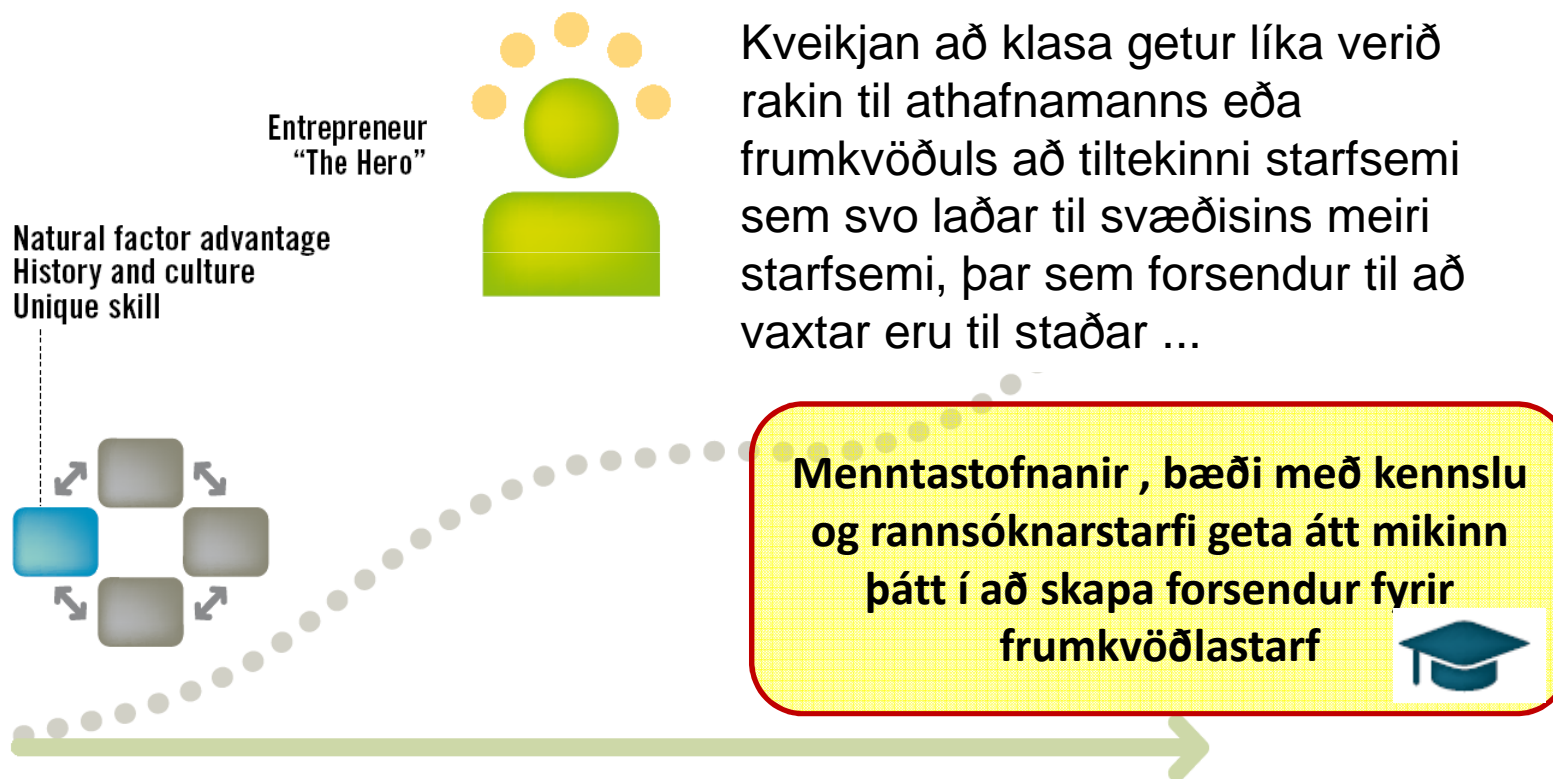 Kveikjan að klasa getur líka verið
rakin til athafnamanns eða
frumkvöðuls að tiltekinni starfsemi
sem svo laðar til svæðisins meiri
starfsemi, þar sem forsendur til að
vaxtar eru til staðar ...
Entrepreneur
“The Hero”
Natural factor advantage
History and culture
Unique skill
Menntastofnanir , bæði með kennslu
og rannsóknarstarfi geta átt mikinn
þátt í að skapa forsendur fyrir
frumkvöðlastarf